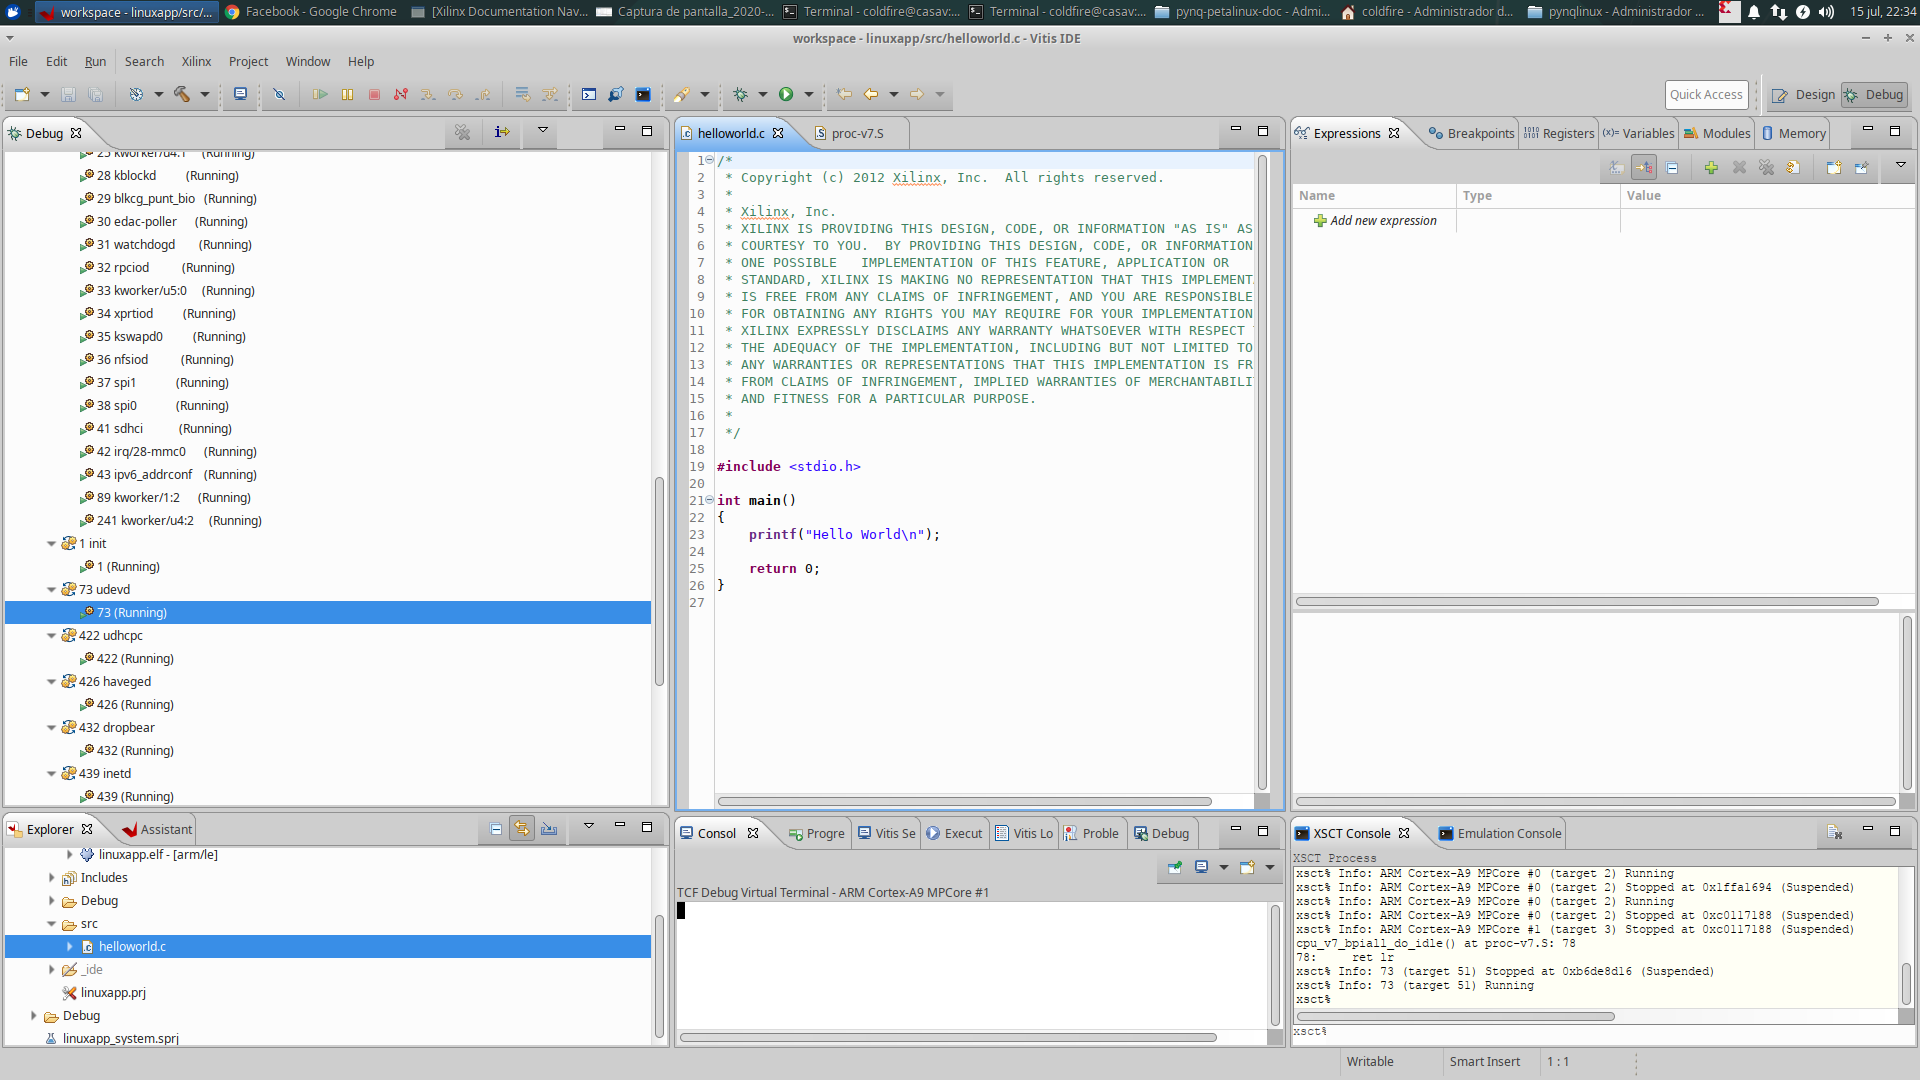 workspace - linuxapp/src/...
Facebook - Google Chrome
[Xilinx Documentation Nav...
Captura de pantalla_2020-...
Terminal - coldfire@casav:...
Terminal - coldfire@casav:...
pynq-petalinux-doc - Admi...
coldfire - Administrador d...
pynqlinux - Administrador ...
15 jul, 22:34
workspace - linuxapp/src/helloworld.c - Vitis IDE
File Edit Run Search Xilinx Project Window Help
Quick Access
Design
Debug
Debug
25 kworker/u4:1 (Running)
28 kblockd (Running)
29 blkcg_punt_bio (Running)
30 edac-poller (Running)
31 watchdogd (Running)
32 rpciod (Running)
33 kworker/u5:0 (Running)
34 xprtiod (Running)
35 kswapd0 (Running)
36 nfsiod (Running)
37 spi1 (Running)
38 spi0 (Running)
41 sdhci (Running)
42 irq/28-mmc0 (Running)
43 ipv6_addrconf (Running)
89 kworker/1:2 (Running)
241 kworker/u4:2 (Running)
1 init
1 (Running)
73 udevd
73 (Running)
422 udhcpc
422 (Running)
426 haveged
426 (Running)
432 dropbear
432 (Running)
439 inetd
439 (Running)
helloworld.c
proc-v7.S
1 /*
2 * Copyright (c) 2012 Xilinx, Inc.  All rights reserved.
3 *
4 * Xilinx, Inc.
5 * XILINX IS PROVIDING THIS DESIGN, CODE, OR INFORMATION "AS IS" AS
6 * COURTESY TO YOU.  BY PROVIDING THIS DESIGN, CODE, OR INFORMATION
7 * ONE POSSIBLE   IMPLEMENTATION OF THIS FEATURE, APPLICATION OR
8 * STANDARD, XILINX IS MAKING NO REPRESENTATION THAT THIS IMPLEMENT
9 * IS FREE FROM ANY CLAIMS OF INFRINGEMENT, AND YOU ARE RESPONSIBLE
10 * FOR OBTAINING ANY RIGHTS YOU MAY REQUIRE FOR YOUR IMPLEMENTATION
11 * XILINX EXPRESSLY DISCLAIMS ANY WARRANTY WHATSOEVER WITH RESPECT
12 * THE ADEQUACY OF THE IMPLEMENTATION, INCLUDING BUT NOT LIMITED TO
13 * ANY WARRANTIES OR REPRESENTATIONS THAT THIS IMPLEMENTATION IS FR
14 * FROM CLAIMS OF INFRINGEMENT, IMPLIED WARRANTIES OF MERCHANTABILI
15 * AND FITNESS FOR A PARTICULAR PURPOSE.
16 *
17 */
18
19 #include <stdio.h>
20
21 int main()
22 {
23     printf("Hello World\n");
24
25     return 0;
26 }
27
Expressions
Breakpoints
Registers
Variables
Modules
Memory
Name Type Value
Add new expression
Explorer
Assistant
linuxapp.elf - [arm/le]
Includes
Debug
src
helloworld.c
_ide
linuxapp.prj
Debug
linuxapp_system.sprj
Consol
Progre
Vitis Se
Execut
Vitis Lo
Proble
Debug
TCF Debug Virtual Terminal - ARM Cortex-A9 MPCore #1
XSCT Console
Emulation Console
XSCT Process
xsct% Info: ARM Cortex-A9 MPCore #0 (target 2) Running
xsct% Info: ARM Cortex-A9 MPCore #0 (target 2) Stopped at 0x1ffa1694 (Suspended)
xsct% Info: ARM Cortex-A9 MPCore #0 (target 2) Running
xsct% Info: ARM Cortex-A9 MPCore #0 (target 2) Stopped at 0xc0117188 (Suspended)
xsct% Info: ARM Cortex-A9 MPCore #1 (target 3) Stopped at 0xc0117188 (Suspended)
cpu_v7_bpiall_do_idle() at proc-v7.S: 78
78:     ret lr
xsct% Info: 73 (target 51) Stopped at 0xb6de8d16 (Suspended)
xsct% Info: 73 (target 51) Running
xsct%
xsct%
Writable
Smart Insert
1 : 1